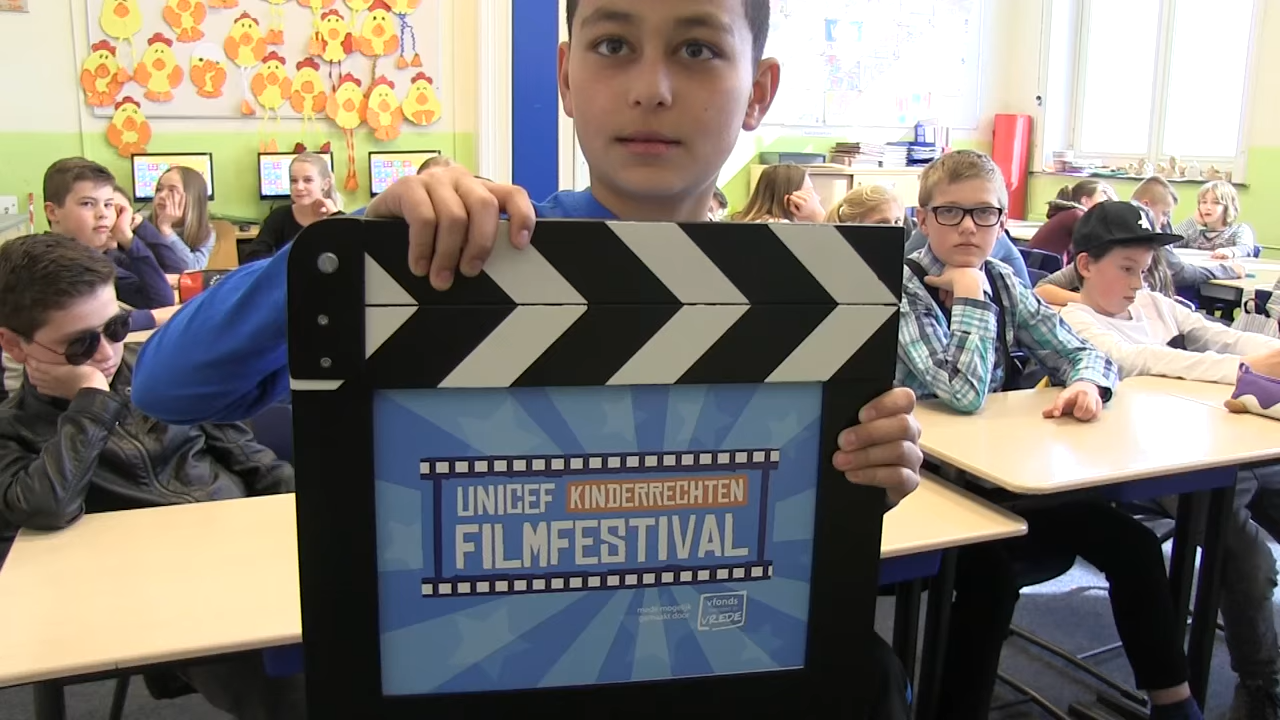 UNICEF KINDERRECHTEN
FILMFESTIVAL
mede mogelijk
gemaakt door
vfonds
VREDE